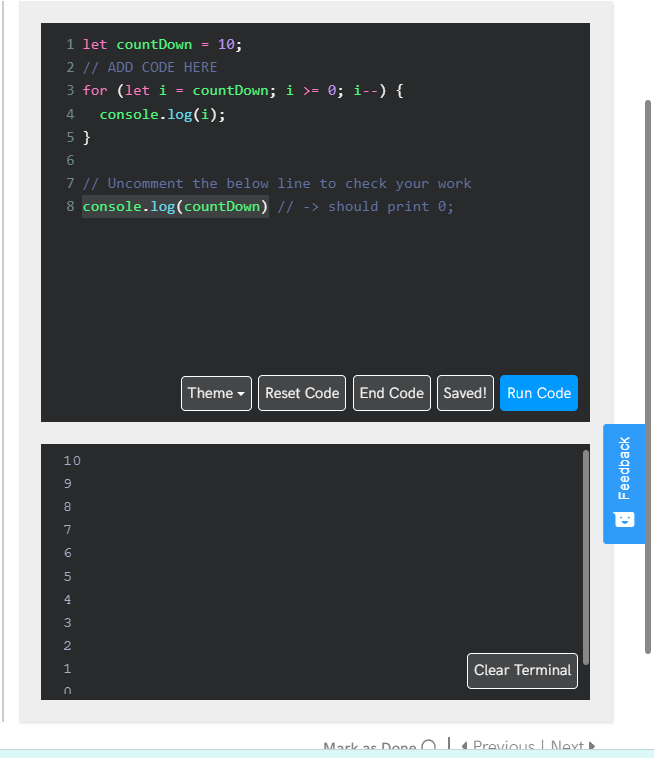 1 let countDown = 10;
2 // ADD CODE HERE
3 for (let i = countDown; i >= 0; i--) {
4   console.log(i);
5 }
6
7 // Uncomment the below line to check your work
8 console.log(countDown) // -> should print 0;
Theme Reset Code End Code Saved! Run Code
Feedback
10
9
8
7
6
5
4
3
2
1
0
Clear Terminal
Mark as Done | Previous | Next